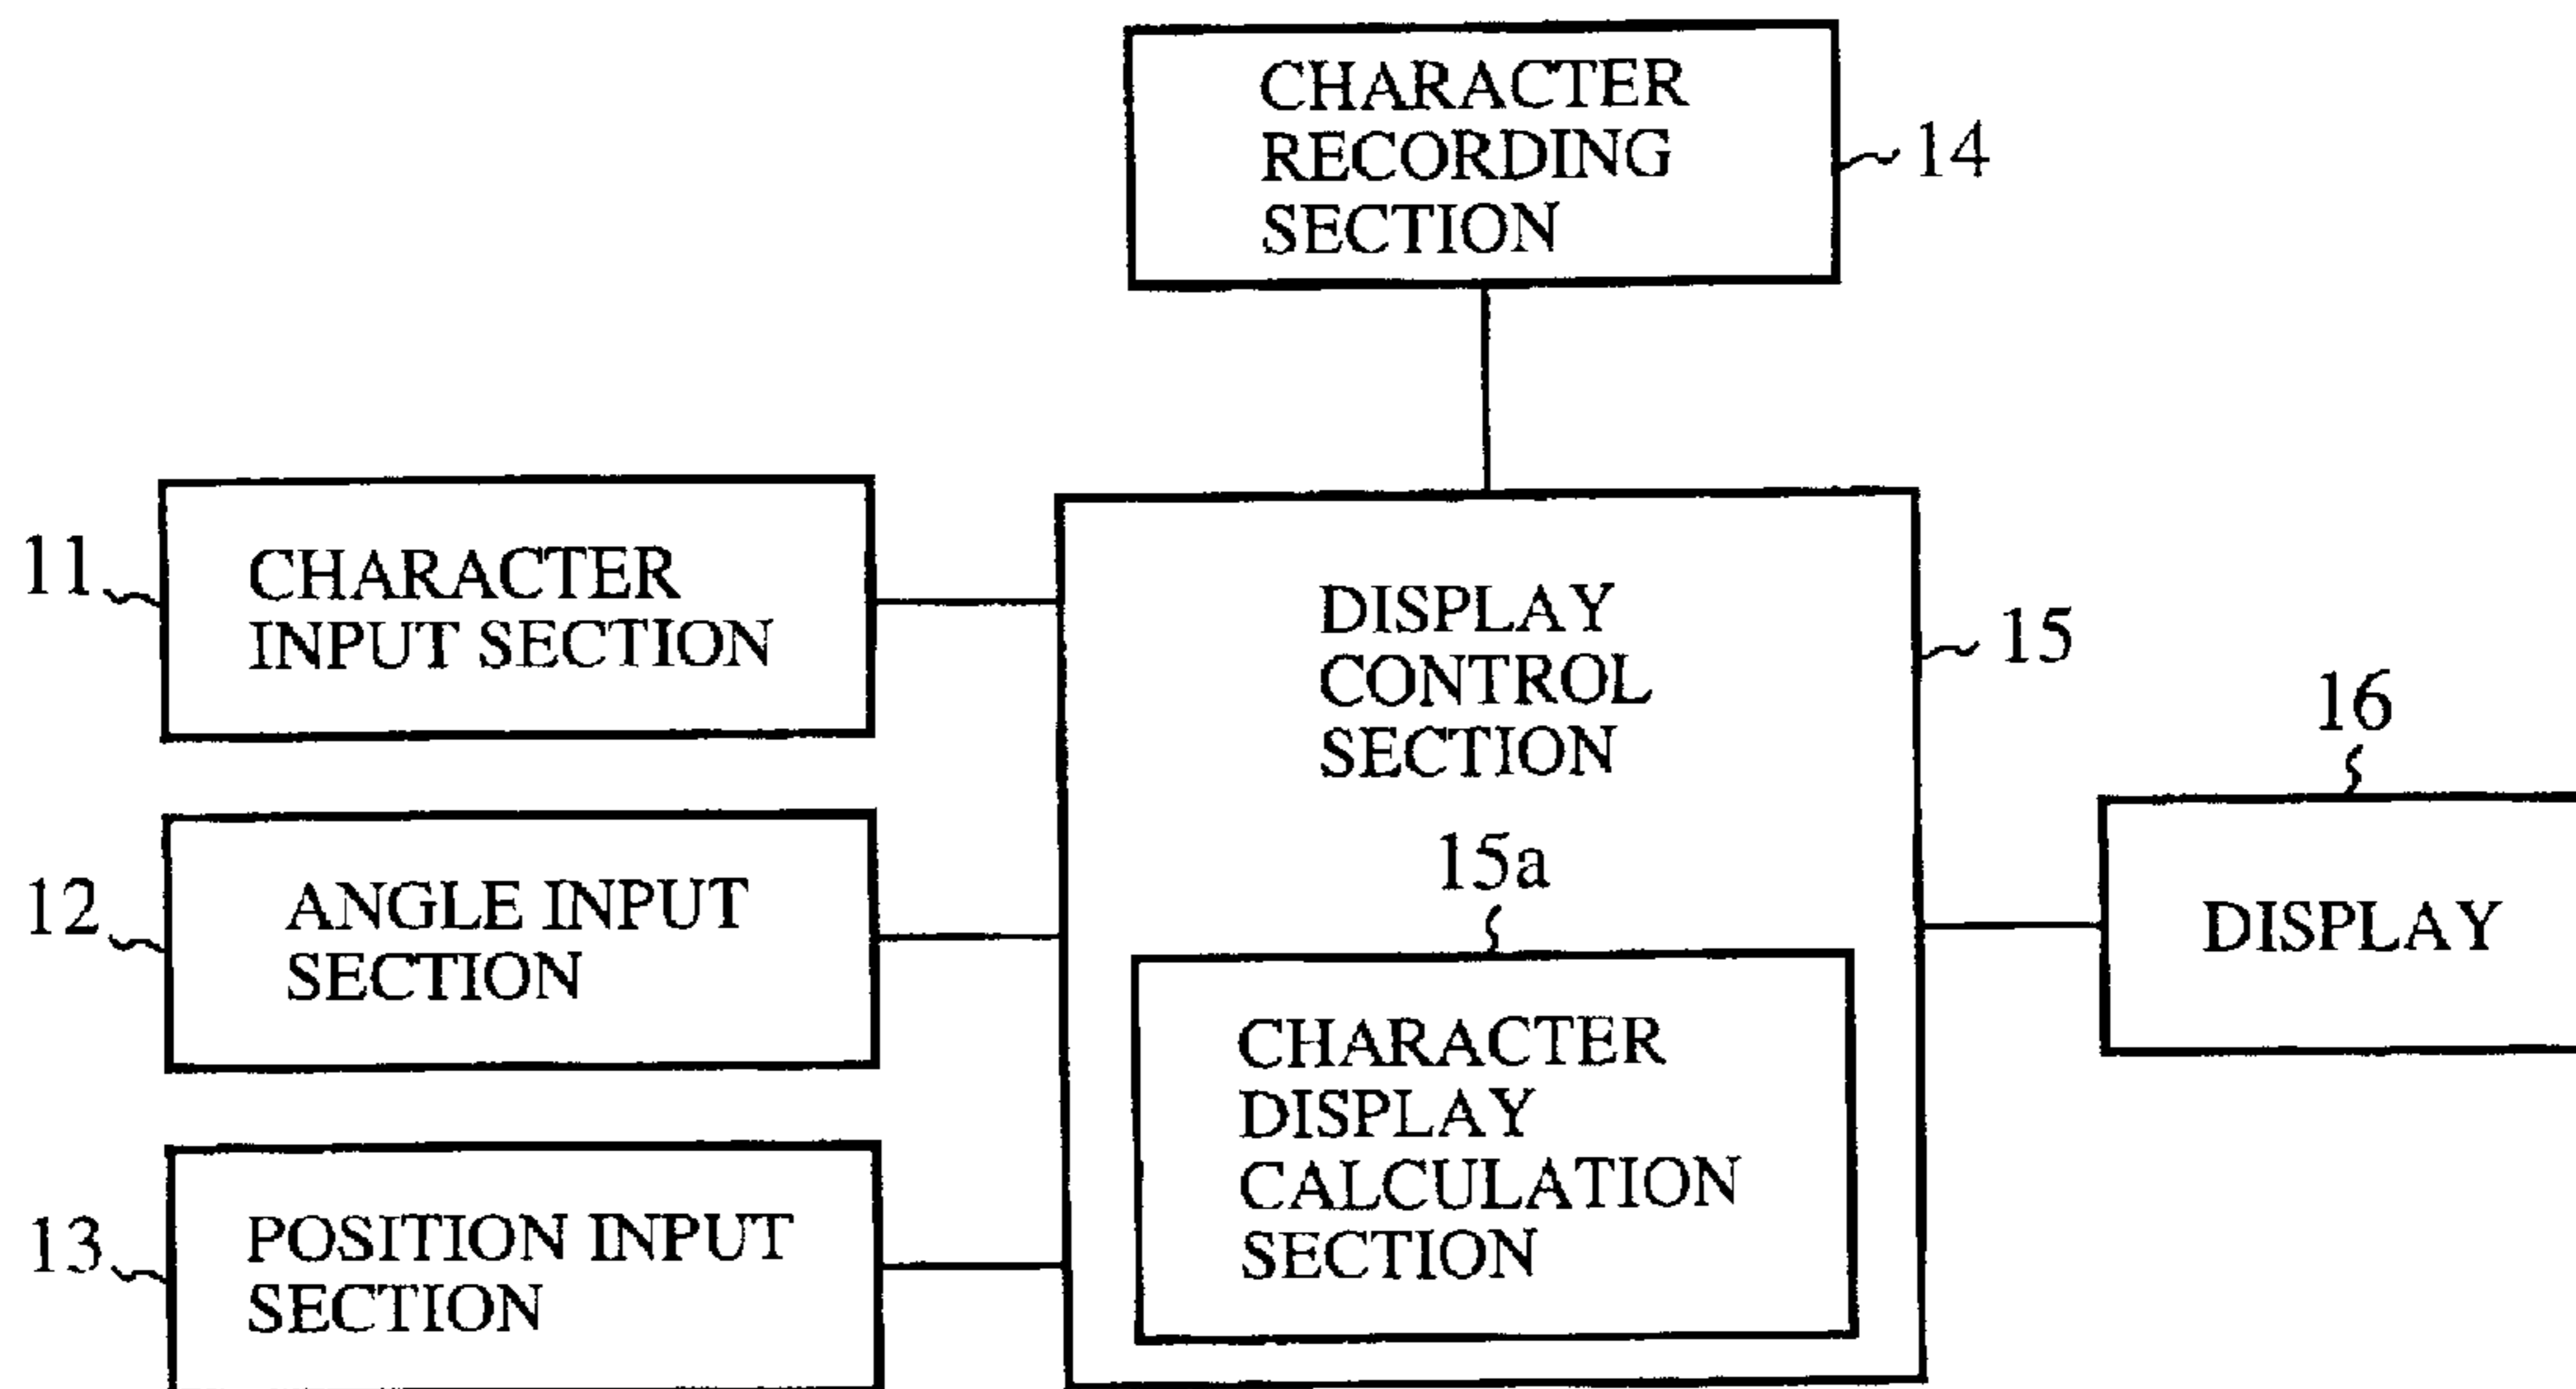 CHARACTER
RECORDING
SECTION
14
11
CHARACTER
INPUT SECTION
DISPLAY
CONTROL
SECTION
15
16
12
ANGLE INPUT
SECTION
15a
DISPLAY
CHARACTER
DISPLAY
CALCULATION
SECTION
13
POSITION INPUT
SECTION